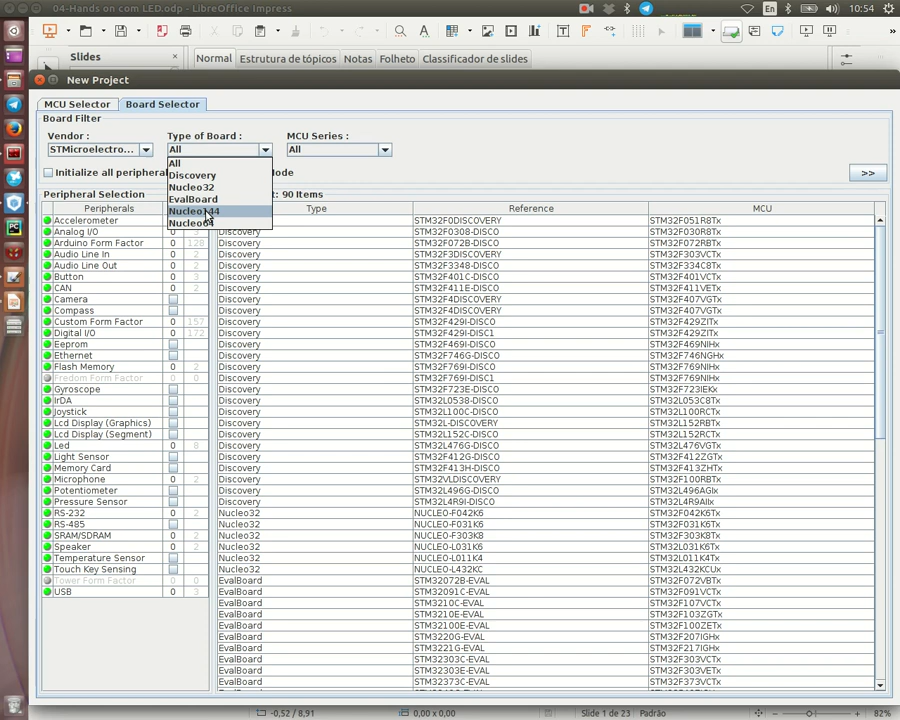 04-Hands on com LED.odp - LibreOffice Impress
En
10:54
Slides
Normal Estrutura de tópicos Notas Folheto Classificador de slides
New Project
MCU Selector Board Selector
Board Filter
Vendor : Type of Board : MCU Series :
STMicroelectro... All All
All
Discovery
Nucleo32
EvalBoard
Nucleo144
Nucleo64
Initialize all peripheral
>>
Peripheral Selection : 90 Items
Peripherals Type Reference MCU
Accelerometer STM32F0DISCOVERY STM32F051R8Tx
Analog I/O 0 3 Discovery STM32F0308-DISCO STM32F030R8Tx
Arduino Form Factor 0 128 Discovery STM32F072B-DISCO STM32F072RBTx
Audio Line In 0 2 Discovery STM32F3DISCOVERY STM32F303VCTx
Audio Line Out 0 2 Discovery STM32F3348-DISCO STM32F334C8Tx
Button 0 3 Discovery STM32F401C-DISCO STM32F401VCTx
CAN 0 2 Discovery STM32F411E-DISCO STM32F411VETx
Camera Discovery STM32F4DISCOVERY STM32F407VGTx
Compass Discovery STM32F4DISCOVERY STM32F407VGTx
Custom Form Factor 0 157 Discovery STM32F429I-DISCO STM32F429ZITx
Digital I/O 0 172 Discovery STM32F429I-DISC1 STM32F429ZITx
Eeprom Discovery STM32F469I-DISCO STM32F469NIHx
Ethernet Discovery STM32F746G-DISCO STM32F746NGHx
Flash Memory 0 2 Discovery STM32F769I-DISCO STM32F769NIHx
Fredom Form Factor 0 0 Discovery STM32F769I-DISC1 STM32F769NIHx
Gyroscope Discovery STM32F723E-DISCO STM32F723IEKx
IrDA Discovery STM32L0538-DISCO STM32L053C8Tx
Joystick Discovery STM32L100C-DISCO STM32L100RCTx
Lcd Display (Graphics) Discovery STM32L-DISCOVERY STM32L152RBTx
Lcd Display (Segment) Discovery STM32L152C-DISCO STM32L152RCTx
Led 0 8 Discovery STM32L476G-DISCO STM32L476VGTx
Light Sensor Discovery STM32F412G-DISCO STM32F412ZGTx
Memory Card Discovery STM32F413H-DISCO STM32F413ZHTx
Microphone 0 2 Discovery STM32VLDISCOVERY STM32F100RBTx
Potentiometer Discovery STM32L496G-DISCO STM32L496AGIx
Pressure Sensor Discovery STM32L4R9I-DISCO STM32L4R9AIIx
RS-232 0 2 Nucleo32 NUCLEO-F042K6 STM32F042K6Tx
RS-485 Nucleo32 NUCLEO-F031K6 STM32F031K6Tx
SRAM/SDRAM 0 2 Nucleo32 NUCLEO-F303K8 STM32F303K8Tx
Speaker 0 2 Nucleo32 NUCLEO-L031K6 STM32L031K6Tx
Temperature Sensor Nucleo32 NUCLEO-L011K4 STM32L011K4Tx
Touch Key Sensing Nucleo32 NUCLEO-L432KC STM32L432KCUx
Tower Form Factor 0 0 EvalBoard STM32072B-EVAL STM32F072VBTx
USB 0 3 EvalBoard STM32091C-EVAL STM32F091VCTx
EvalBoard STM3210C-EVAL STM32F107VCTx
EvalBoard STM3210E-EVAL STM32F103ZGTx
EvalBoard STM32100E-EVAL STM32F100ZETx
EvalBoard STM3220G-EVAL STM32F207IGHx
EvalBoard STM3221G-EVAL STM32F217IGHx
EvalBoard STM32303C-EVAL STM32F303VCTx
EvalBoard STM32303E-EVAL STM32F303VETx
EvalBoard STM32373C-EVAL STM32F373VCTx
-0,52 / 8,91 0,00 x 0,00 Slide 1 de 23 Padrão 82%